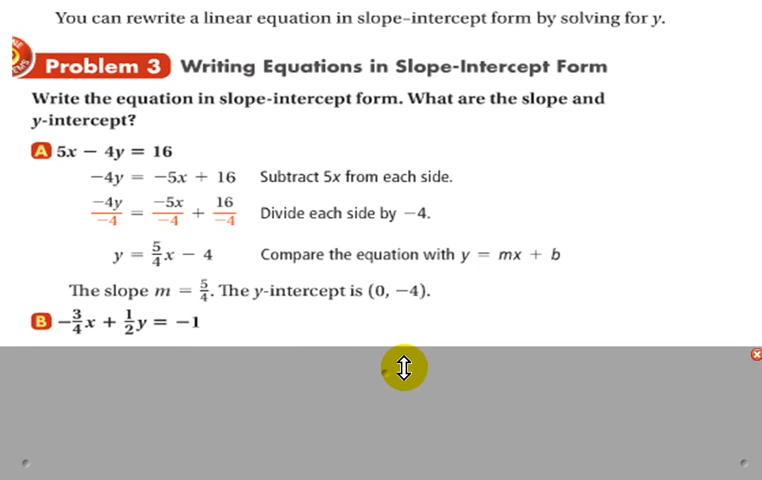 You can rewrite a linear equation in slope–intercept form by solving for y.
Problem 3 Writing Equations in Slope-Intercept Form
Write the equation in slope-intercept form. What are the slope and
y-intercept?
A 5x − 4y = 16
−4y = −5x + 16 Subtract 5x from each side.
−4y/−4 = −5x/−4 + 16/−4 Divide each side by −4.
y = 5/4x − 4 Compare the equation with y = mx + b
The slope m = 5/4. The y-intercept is (0, −4).
B −3/4x + 1/2y = −1